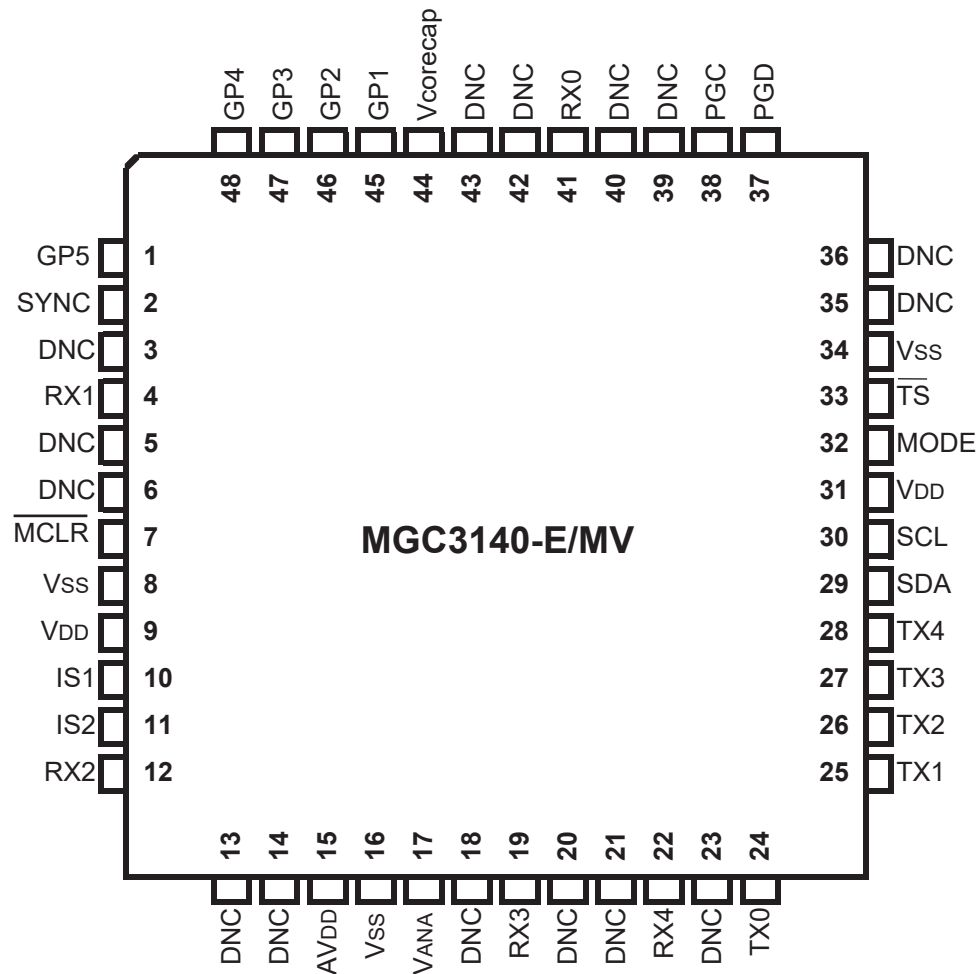 GP4 GP3 GP2 GP1 Vcorecap DNC DNC RX0 DNC DNC PGC PGD
48 47 46 45 44 43 42 41 40 39 38 37
GP5 1 36 DNC
SYNC 2 35 DNC
DNC 3 34 VSS
RX1 4 33 T̅S̅
DNC 5 32 MODE
DNC 6 31 VDD
M̅C̅L̅R̅ 7 30 SCL
VSS 8 29 SDA
VDD 9 28 TX4
IS1 10 27 TX3
IS2 11 26 TX2
RX2 12 25 TX1
MGC3140-E/MV
13 14 15 16 17 18 19 20 21 22 23 24
DNC DNC AVDD VSS VANA DNC RX3 DNC DNC RX4 DNC TX0